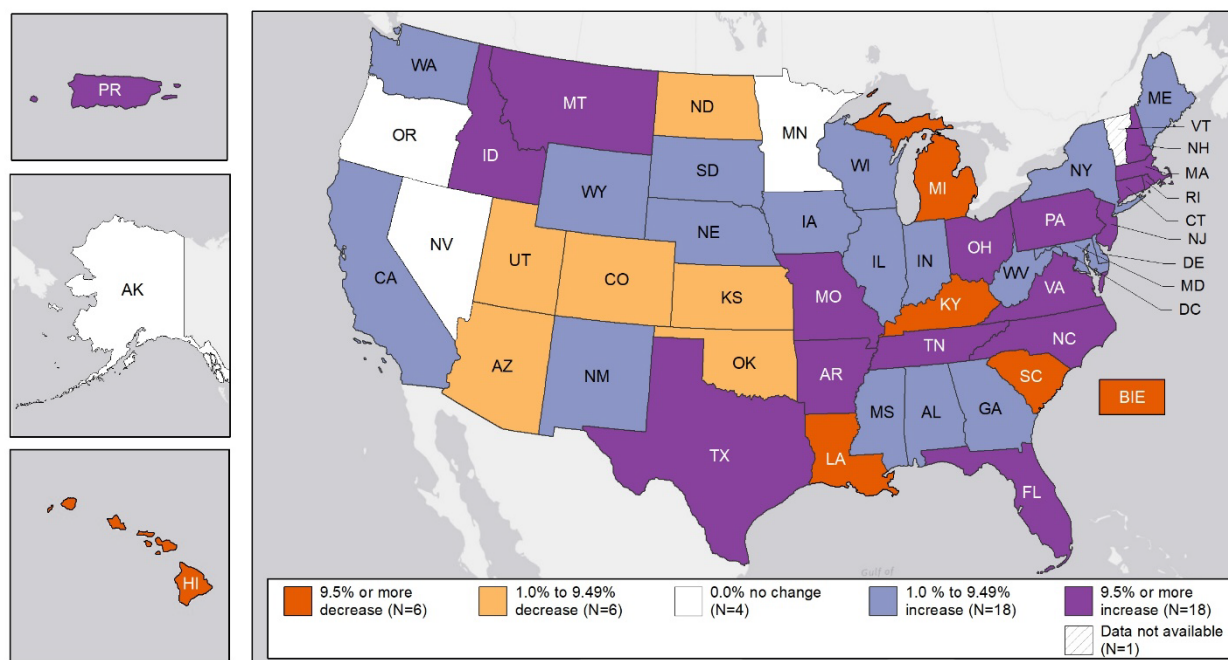 PR
AK
HI
WA
OR
CA
NV
ID
MT
WY
UT
AZ
CO
NM
ND
SD
NE
KS
OK
TX
MN
IA
MO
AR
LA
WI
IL
MI
IN
KY
TN
MS
AL
GA
FL
SC
NC
VA
WV
OH
PA
NY
ME
VT
NH
MA
RI
CT
NJ
DE
MD
DC
BIE
Gulf of
9.5% or more
decrease (N=6)
1.0% to 9.49%
decrease (N=6)
0.0% no change
(N=4)
1.0 % to 9.49%
increase (N=18)
9.5% or more
increase (N=18)
Data not available
(N=1)